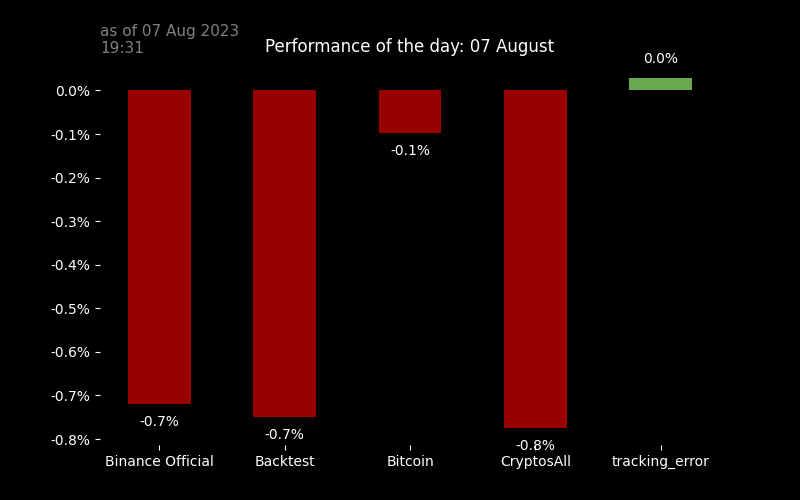 as of 07 Aug 2023
19:31
Performance of the day: 07 August
0.0%
0.0%
-0.1%
-0.1%
-0.2%
-0.3%
-0.4%
-0.5%
-0.6%
-0.7%
-0.7%
-0.7%
-0.8%
-0.8%
Binance Official
Backtest
Bitcoin
CryptosAll
tracking_error